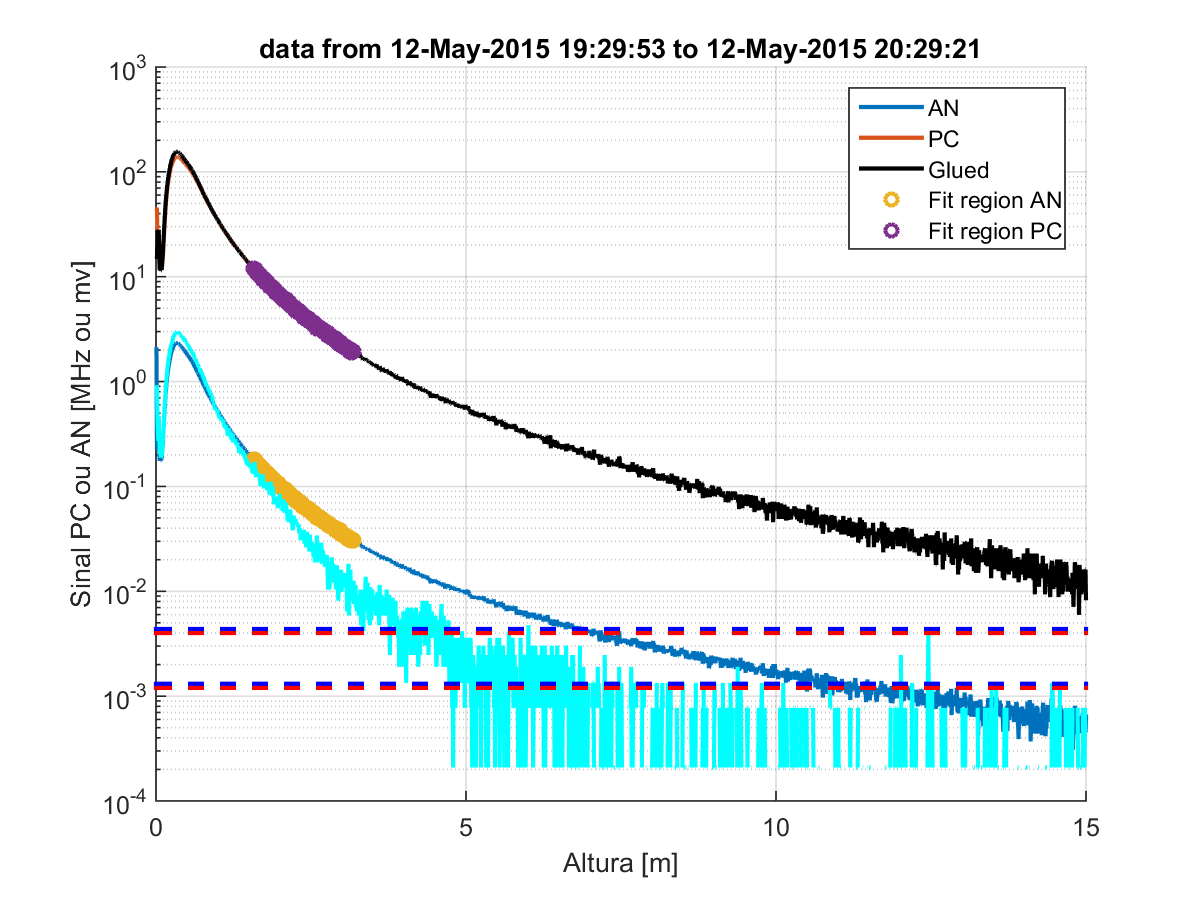 data from 12-May-2015 19:29:53 to 12-May-2015 20:29:21
10^3
10^2
10^1
10^0
10^-1
10^-2
10^-3
10^-4
Sinal PC ou AN [MHz ou mv]
AN
PC
Glued
Fit region AN
Fit region PC
0 5 10 15
Altura [m]